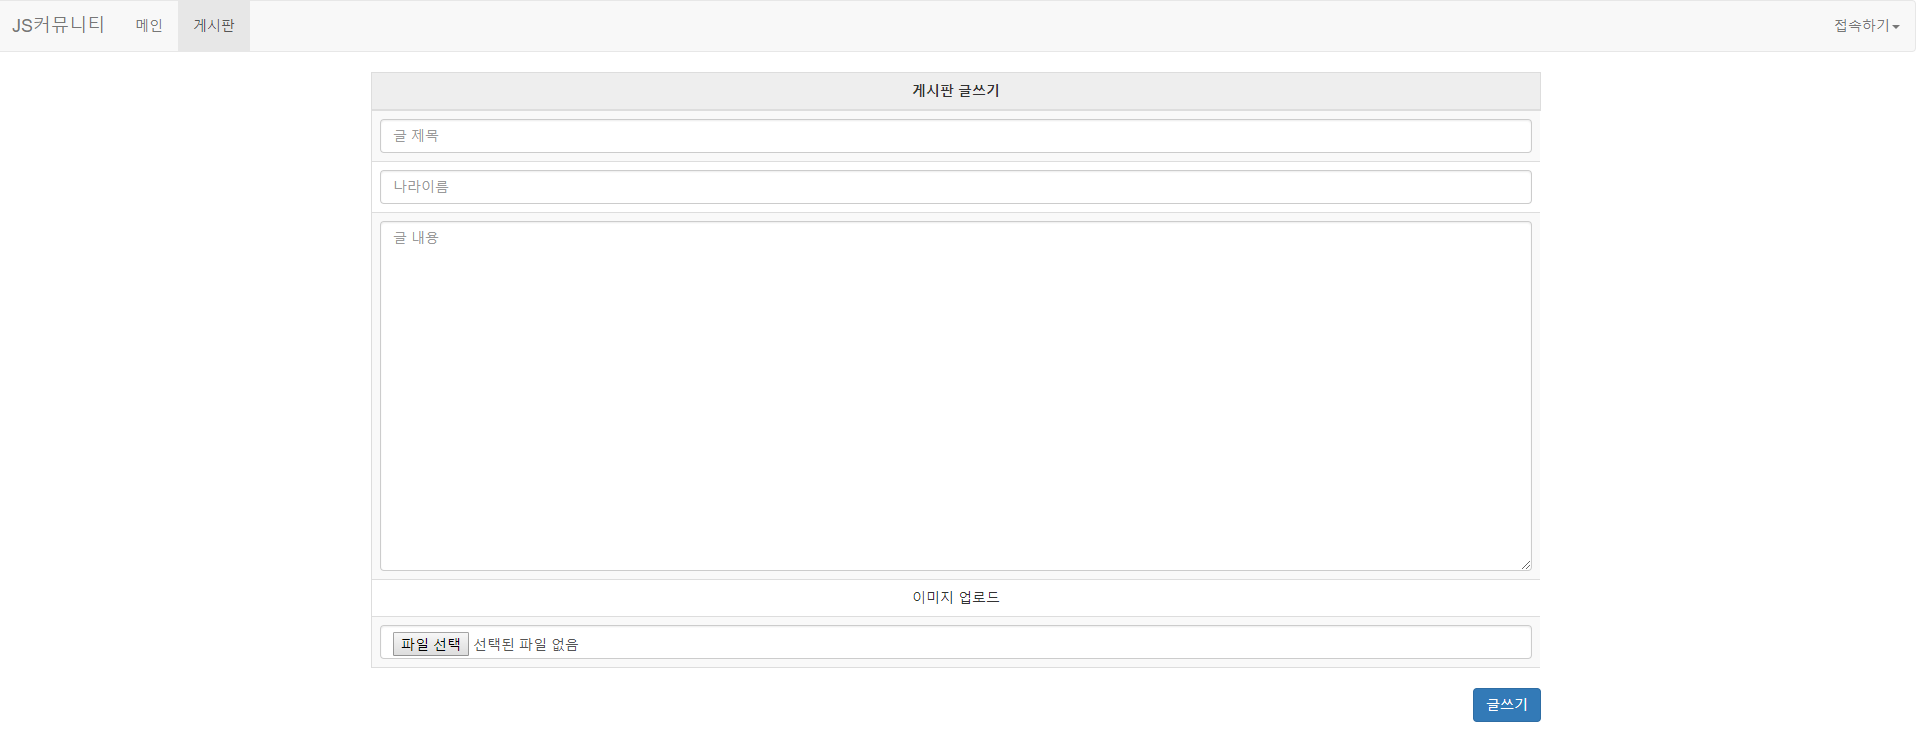 JS커뮤니티 메인 게시판 접속하기
게시판 글쓰기
글 제목
나라이름
글 내용
이미지 업로드
파일 선택 선택된 파일 없음
글쓰기